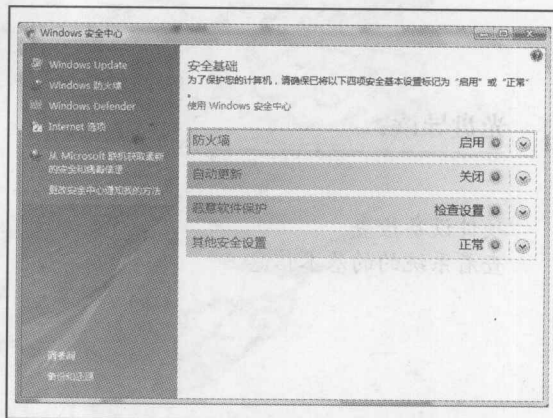 Windows 安全中心
Windows Update
Windows 防火墙
Windows Defender
Internet 选项
从 Microsoft 联机获取最新
的安全和病毒信息
更改安全中心通知我的方法
请参阅
备份和还原
安全基础
为了保护您的计算机，请确保已将以下四项安全基本设置标记为“启用”或“正常”
。
使用 Windows 安全中心
防火墙 启用
自动更新 关闭
恶意软件保护 检查设置
其他安全设置 正常